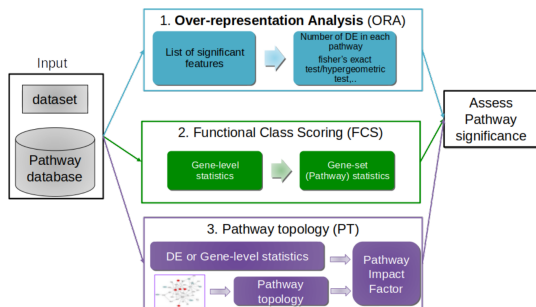 Input
dataset
Pathway
database
1. Over-representation Analysis (ORA)
List of significant
features
Number of DE in each
pathway
fisher's exact
test/hypergeometric
test,..
2. Functional Class Scoring (FCS)
Gene-level
statistics
Gene-set
(Pathway) statistics
3. Pathway topology (PT)
DE or Gene-level statistics
Pathway
topology
Pathway
Impact
Factor
Assess
Pathway
significance